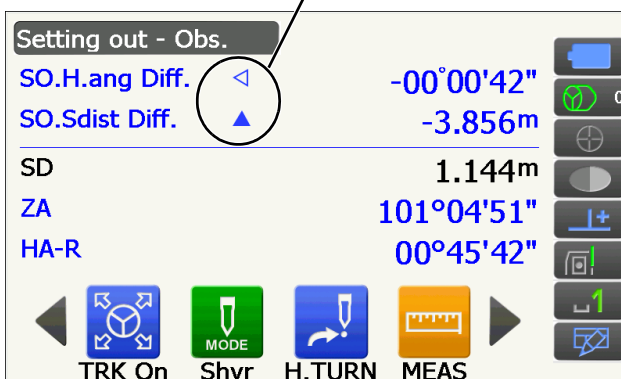 Setting out - Obs.
SO.H.ang Diff. ◁ -00°00'42"
SO.Sdist Diff. ▲ -3.856m
SD 1.144m
ZA 101°04'51"
HA-R 00°45'42"
MODE
TRK On Shvr H.TURN MEAS
1